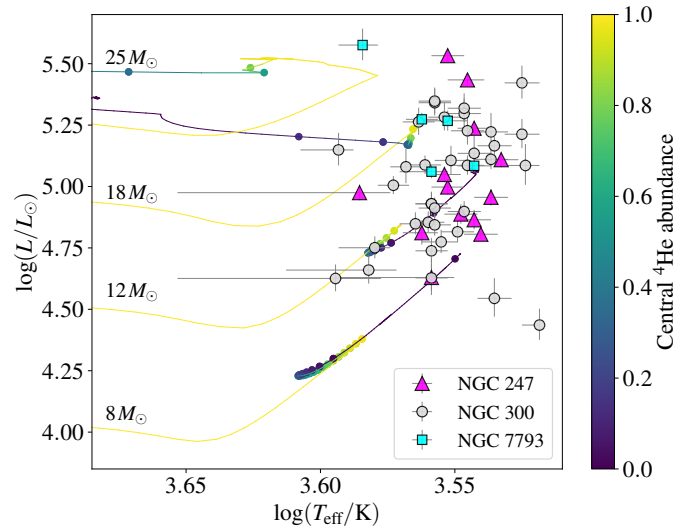 25 M⊙
18 M⊙
12 M⊙
8 M⊙
5.50
5.25
5.00
4.75
4.50
4.25
4.00
log(L/L⊙)
3.65
3.60
3.55
log(Teff/K)
NGC 247
NGC 300
NGC 7793
1.0
0.8
0.6
0.4
0.2
0.0
Central ⁴He abundance